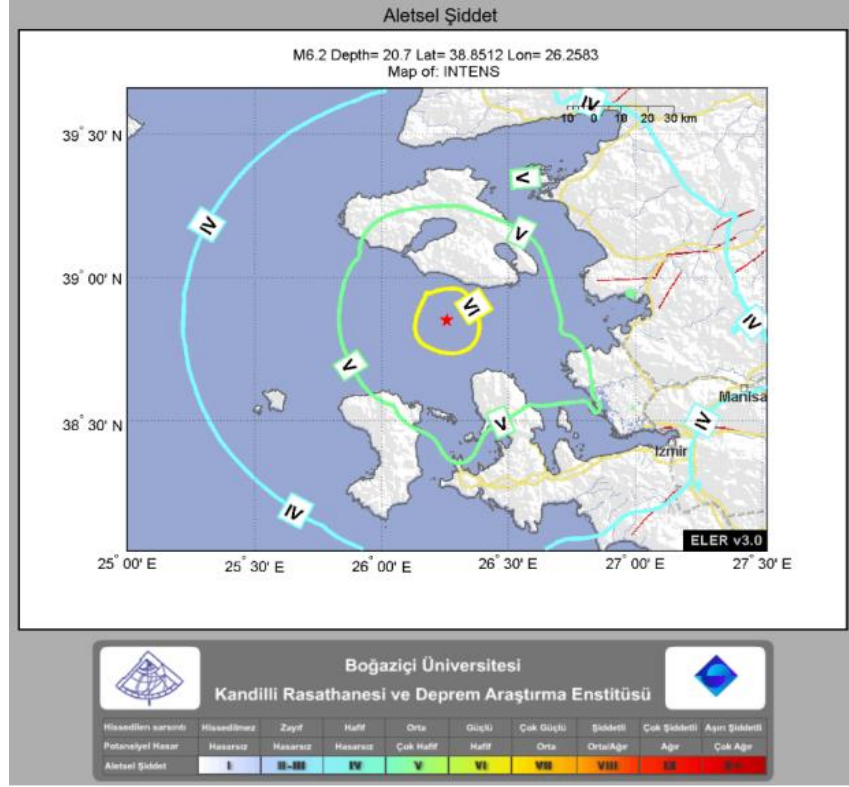 Aletsel Şiddet
M6.2 Depth= 20.7 Lat= 38.8512 Lon= 26.2583
Map of: INTENS
IV
10 0 10 20 30 km
39° 30' N
V
IV
V
39° 00' N
VI
IV
V
Manisa
38° 30' N
V
IV
Izmir
IV
ELER v3.0
25° 00' E 25° 30' E 26° 00' E 26° 30' E 27° 00' E 27° 30' E
Boğaziçi Üniversitesi
Kandilli Rasathanesi ve Deprem Araştırma Enstitüsü
Hissedilen sarsıntı Hissedilmez Zayıf Hafif Orta Güçlü Çok Güçlü Şiddetli Çok Şiddetli Aşırı Şiddetli
Potansiyel Hasar Hasarsız Hasarsız Hasarsız Çok Hafif Hafif Orta Orta/Ağır Ağır Çok Ağır
Aletsel Şiddet I II-III IV V VI VII VIII IX